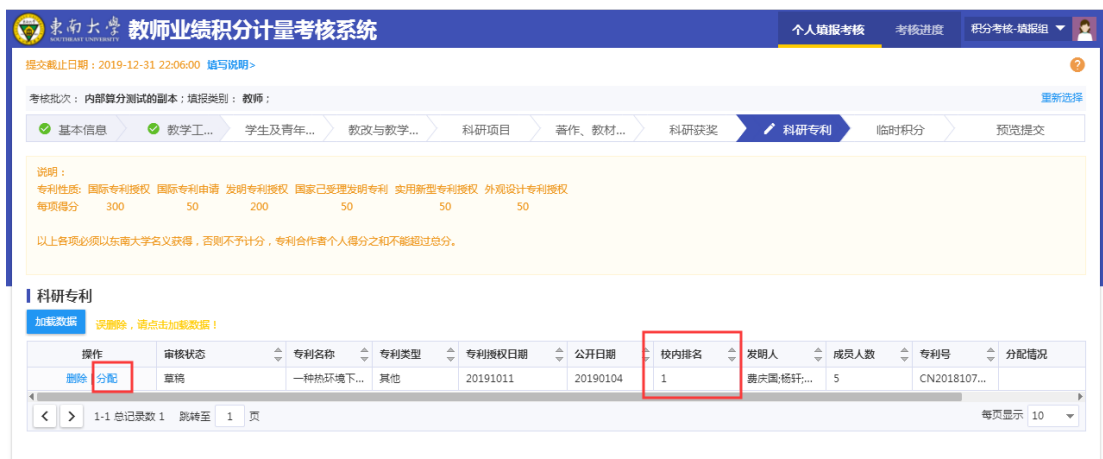 東南大學 教师业绩积分计量考核系统 个人填报考核 考核进度 积分考核-填报组
SOUTHEAST UNIVERSITY
提交截止日期：2019-12-31 22:06:00 填写说明>
考核批次： 内部算分测试的副本；填报类别： 教师； 重新选择
基本信息 教学工... 学生及青年... 教改与教学... 科研项目 著作、教材... 科研获奖 科研专利 临时积分 预览提交
说明：
专利性质: 国际专利授权 国际专利申请 发明专利授权 国家已受理发明专利 实用新型专利授权 外观设计专利授权
每项得分 300 50 200 50 50 50
以上各项必须以东南大学名义获得，否则不予计分，专利合作者个人得分之和不能超过总分。
科研专利
加载数据 误删除，请点击加载数据！
操作 审核状态 专利名称 专利类型 专利授权日期 公开日期 校内排名 发明人 成员人数 专利号 分配情况
删除 分配 草稿 一种热环境下... 其他 20191011 20190104 1 费庆国;杨轩;... 5 CN2018107...
1-1 总记录数 1 跳转至 1 页 每页显示 10